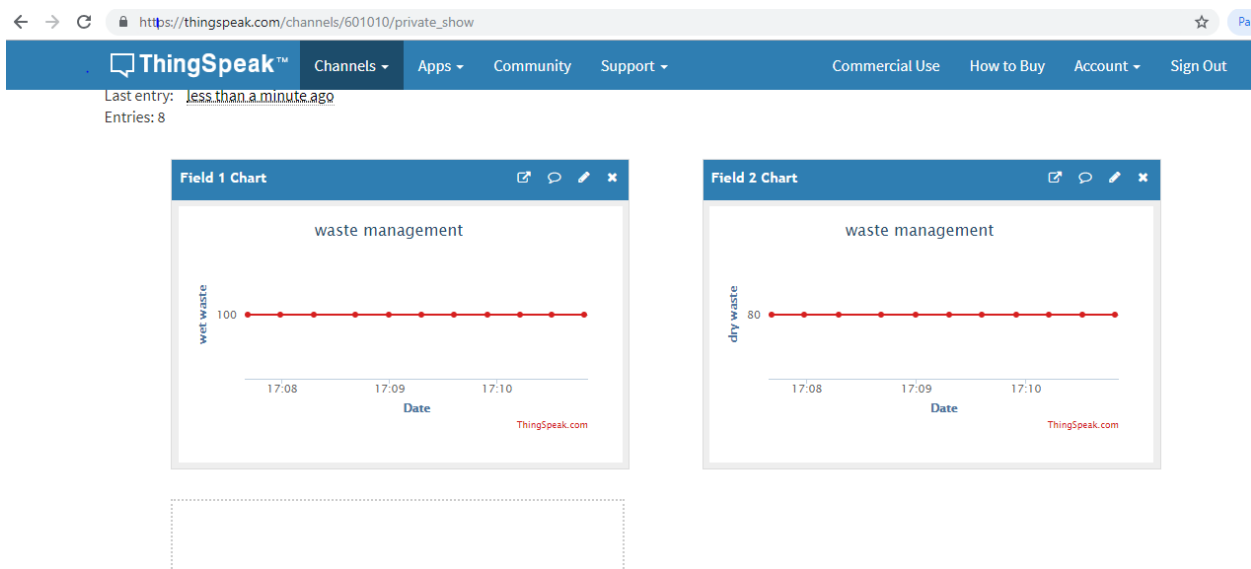 https://thingspeak.com/channels/601010/private_show
Pa
ThingSpeak™ Channels Apps Community Support Commercial Use How to Buy Account Sign Out
Last entry: less than a minute ago
Entries: 8
Field 1 Chart
waste management
wet waste
100
17:08 17:09 17:10
Date
ThingSpeak.com
Field 2 Chart
waste management
dry waste
80
17:08 17:09 17:10
Date
ThingSpeak.com